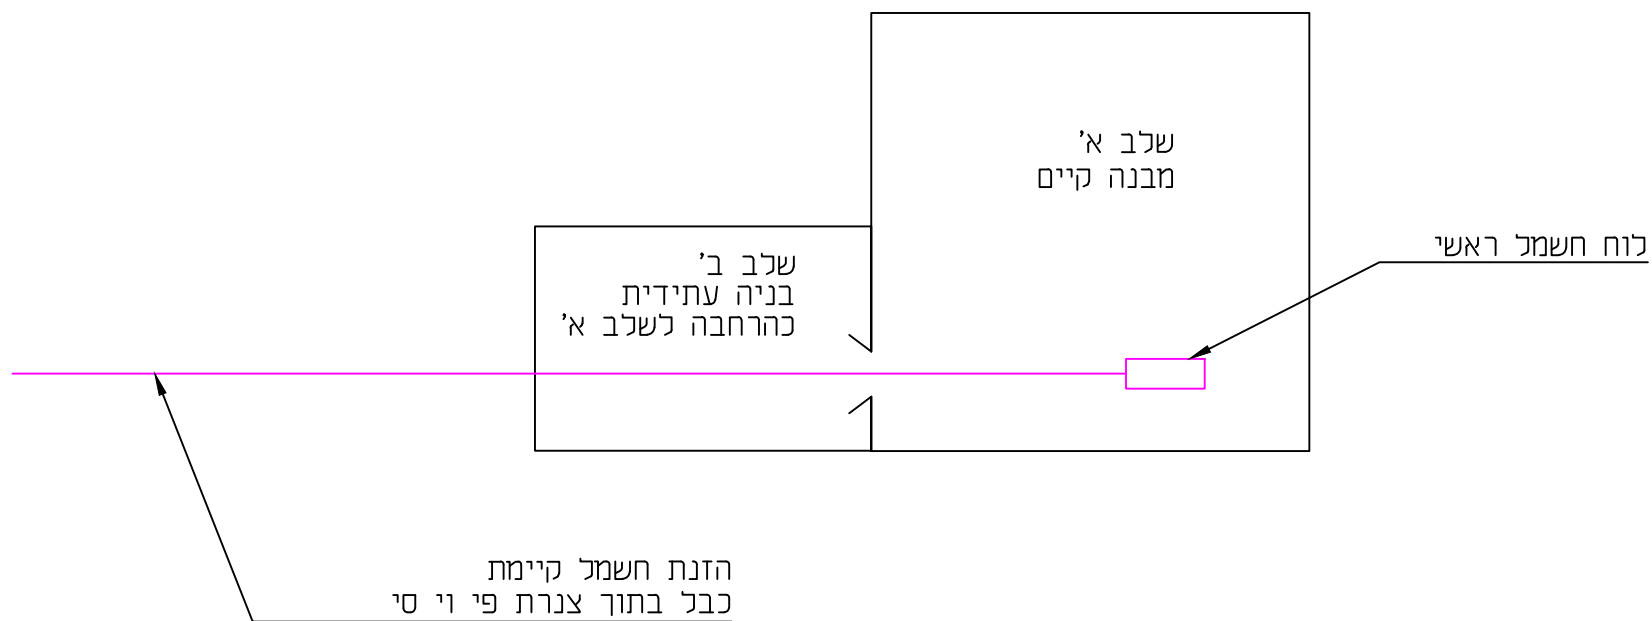 שלב א'
מבנה קיים
לוח חשמל ראשי
שלב ב'
בניה עתידית
כהרחבה לשלב א'
הזנת חשמל קיימת
כבל בתוך צנרת פי וי סי